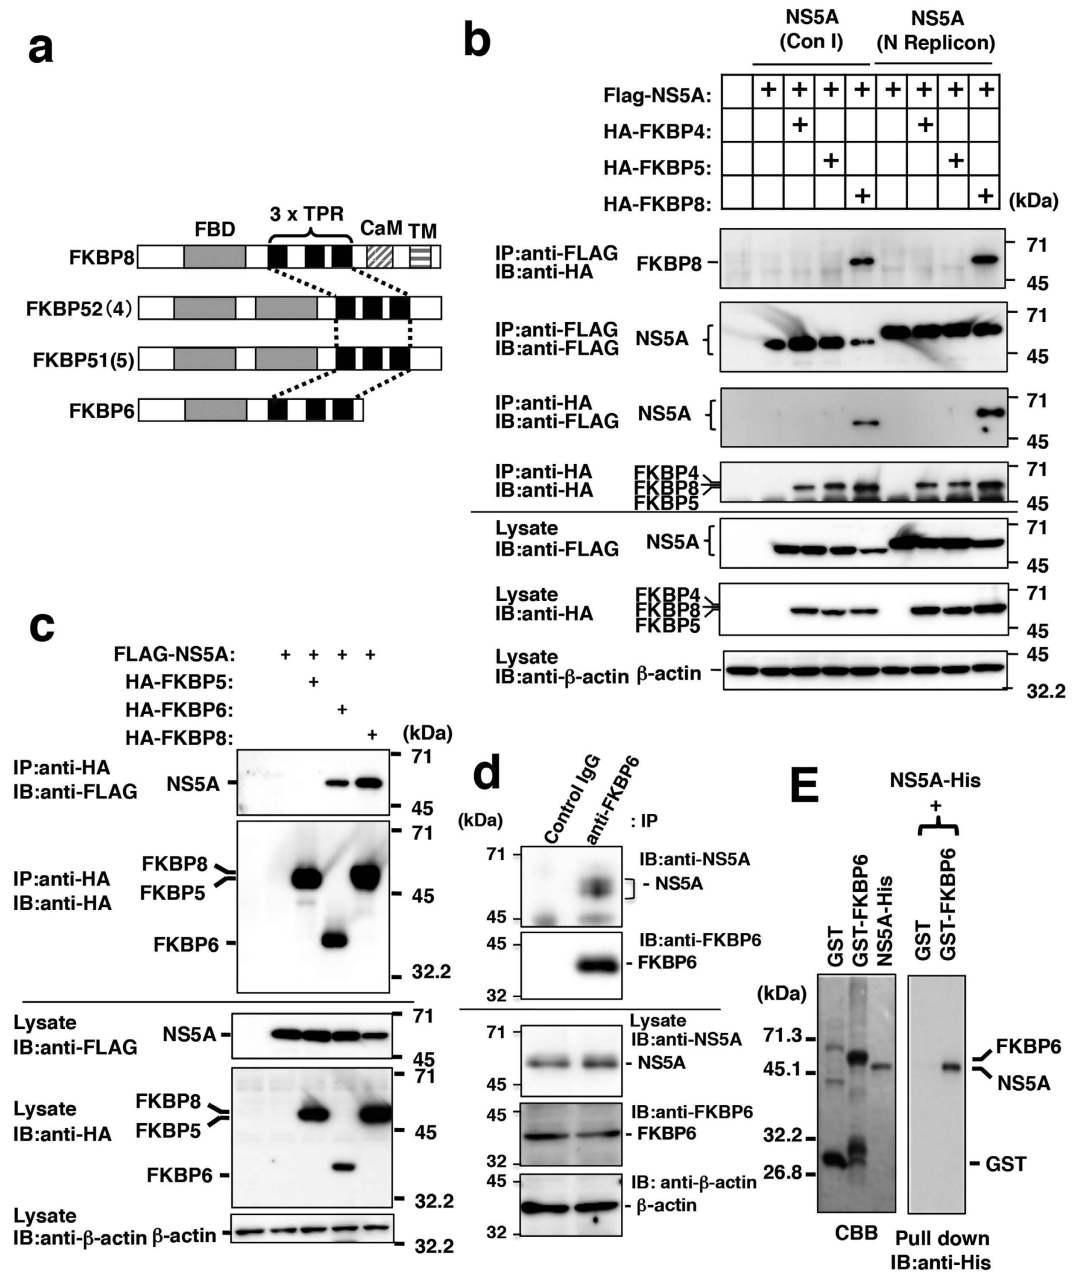 a
3 x TPR
FBD
CaM
TM
FKBP8
FKBP52(4)
FKBP51(5)
FKBP6
b
NS5A
(Con I)
NS5A
(N Replicon)
Flag-NS5A: + + + + + + + +
HA-FKBP4: + +
HA-FKBP5: + +
HA-FKBP8: + + (kDa)
IP:anti-FLAG
IB:anti-HA
FKBP8
71
45
IP:anti-FLAG
IB:anti-FLAG
NS5A
71
45
IP:anti-HA
IB:anti-FLAG
NS5A
71
45
IP:anti-HA
IB:anti-HA
FKBP4
FKBP8
FKBP5
71
45
Lysate
IB:anti-FLAG
NS5A
71
45
Lysate
IB:anti-HA
FKBP4
FKBP8
FKBP5
71
45
Lysate
IB:anti-β-actin
β-actin
45
32.2
c
FLAG-NS5A: + + + +
HA-FKBP5: +
HA-FKBP6: +
HA-FKBP8: + (kDa)
IP:anti-HA
IB:anti-FLAG
NS5A
71
45
IP:anti-HA
IB:anti-HA
FKBP8
FKBP5
FKBP6
71
45
32.2
Lysate
IB:anti-FLAG
NS5A
71
45
Lysate
IB:anti-HA
FKBP8
FKBP5
FKBP6
71
45
32.2
Lysate
IB:anti-β-actin
β-actin
32.2
d
Control IgG
anti-FKBP6
: IP
(kDa)
71
45
IB:anti-NS5A
NS5A
45
32
IB:anti-FKBP6
FKBP6
Lysate
IB:anti-NS5A
71
45
NS5A
45
32
IB:anti-FKBP6
FKBP6
45
32
IB: anti-β-actin
β-actin
E
NS5A-His
+
GST
GST-FKBP6
NS5A-His
GST
GST-FKBP6
(kDa)
71.3
45.1
32.2
26.8
FKBP6
NS5A
GST
CBB
Pull down
IB:anti-His